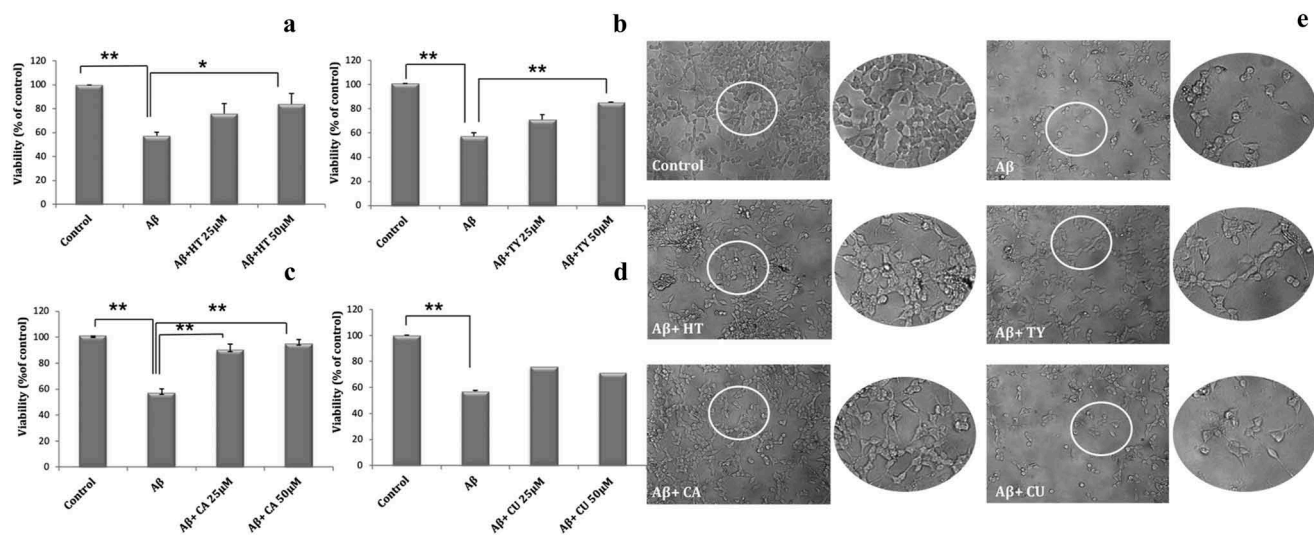 a
Viability (% of control)
120
100
80
60
40
20
0
**
*
Control
Aβ
Aβ+HT 25μM
Aβ+HT 50μM
b
Viability (% of control)
120
100
80
60
40
20
0
**
**
Control
Aβ
Aβ+TY 25μM
Aβ+TY 50μM
c
Viability (%of control)
120
100
80
60
40
20
0
**
**
**
Control
Aβ
Aβ+ CA 25μM
Aβ+ CA 50μM
d
Viability (% of control)
120
100
80
60
40
20
0
**
Control
Aβ
Aβ+ CU 25μM
Aβ+ CU 50μM
e
Control
Aβ
Aβ+ HT
Aβ+ TY
Aβ+ CA
Aβ+ CU